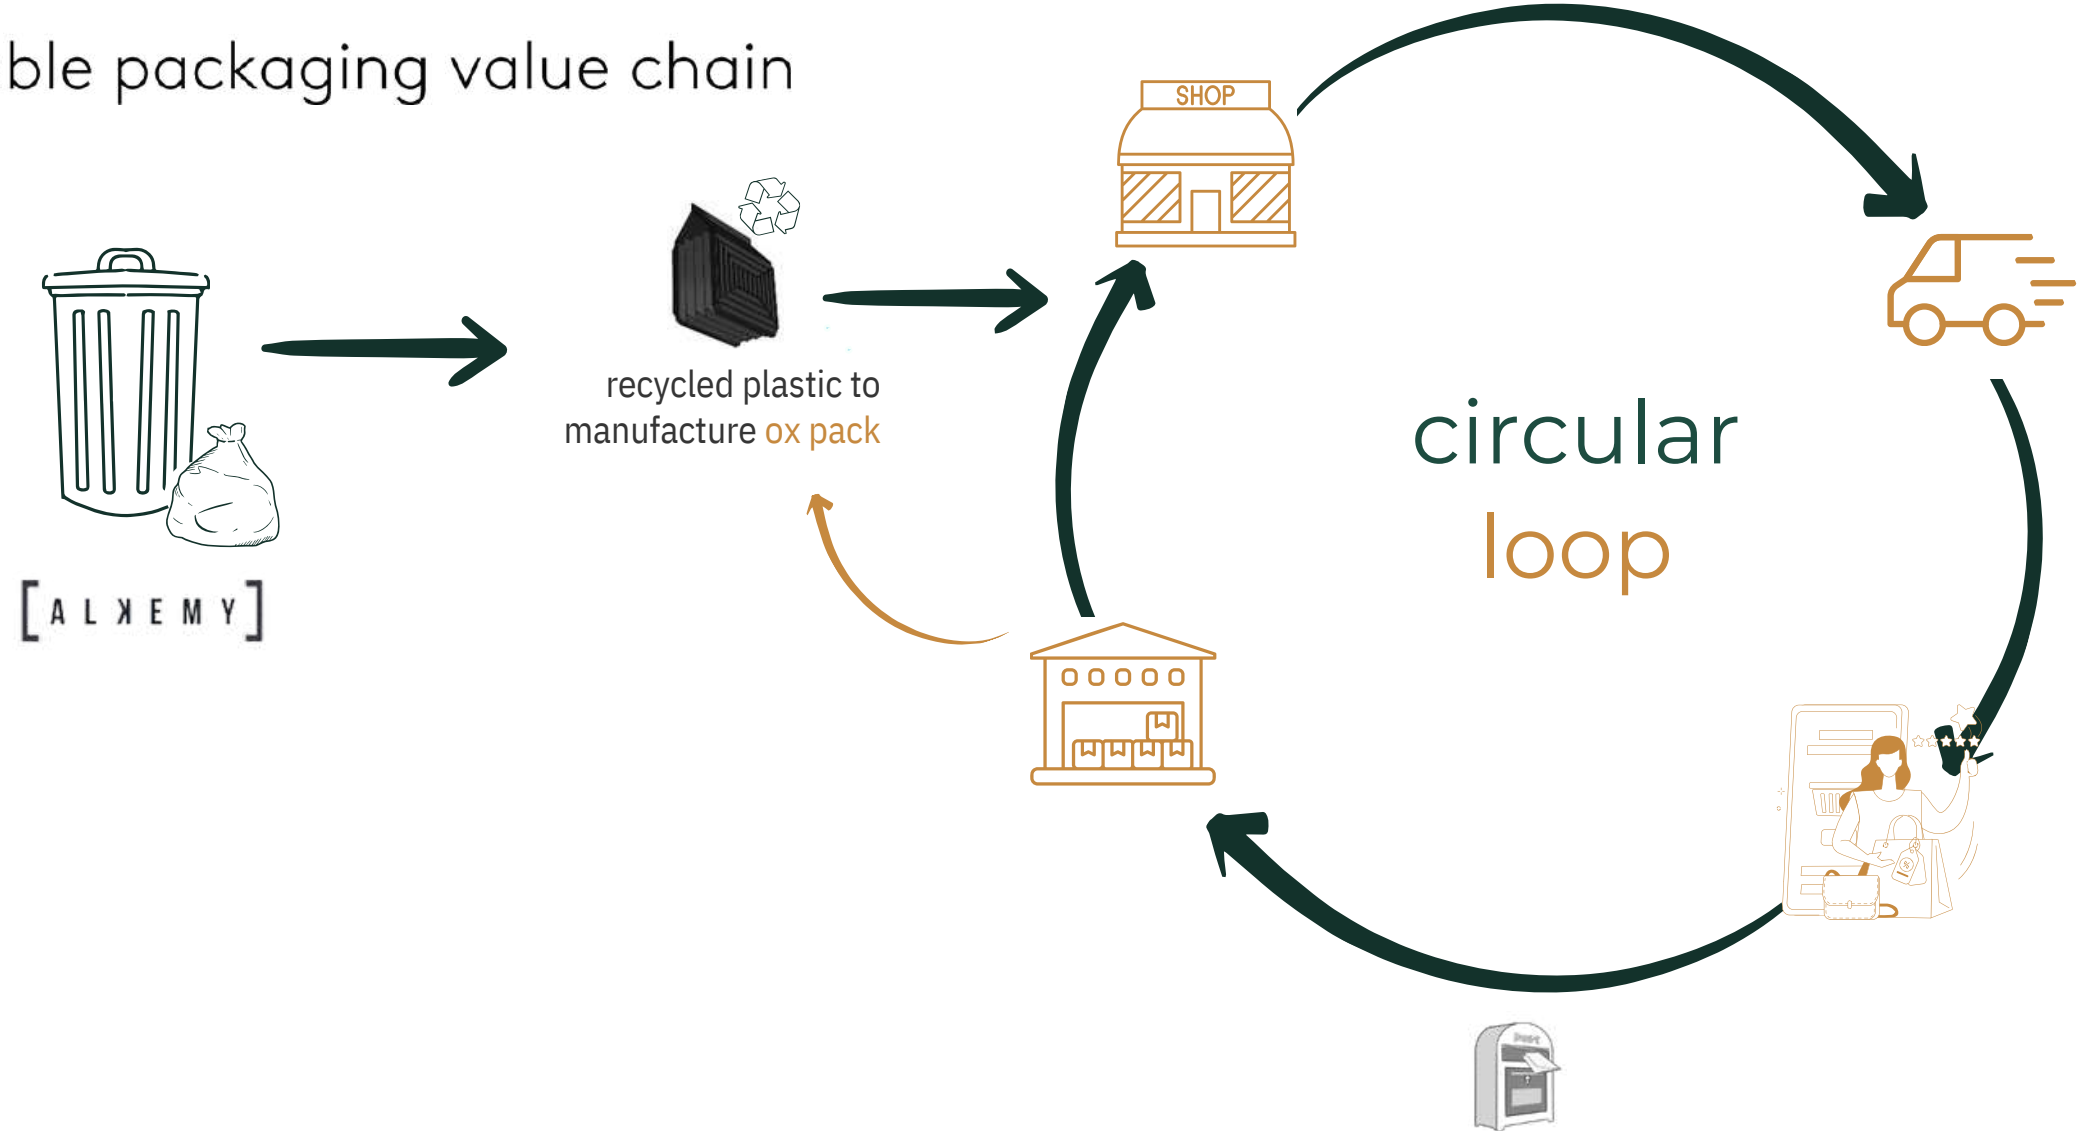 ble packaging value chain
SHOP
recycled plastic to
manufacture ox pack
circular
loop
[ALKEMY]